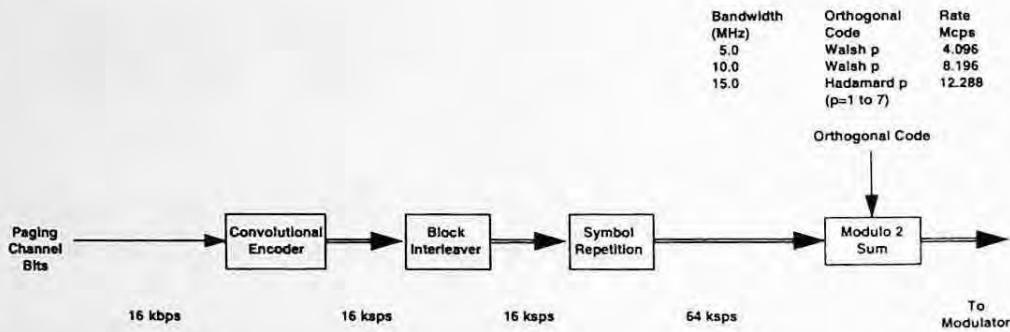 Bandwidth Orthogonal Rate
(MHz) Code Mcps
5.0 Walsh p 4.096
10.0 Walsh p 8.196
15.0 Hadamard p 12.288
(p=1 to 7)
Orthogonal Code
Paging
Channel
Bits
Convolutional
Encoder
Block
Interleaver
Symbol
Repetition
Modulo 2
Sum
16 kbps 16 ksps 16 ksps 64 ksps
To
Modulator